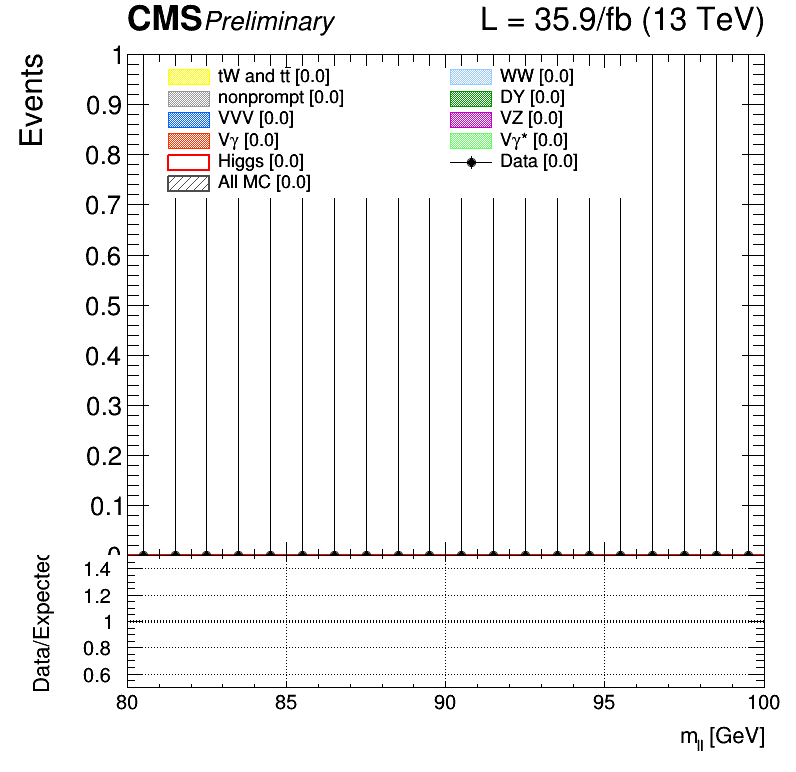 CMS Preliminary L = 35.9/fb (13 TeV)
Events
1
0.9
0.8
0.7
0.6
0.5
0.4
0.3
0.2
0.1
0
tW and tt̄ [0.0] WW [0.0]
nonprompt [0.0] DY [0.0]
VVV [0.0] VZ [0.0]
Vγ [0.0] Vγ* [0.0]
Higgs [0.0] Data [0.0]
All MC [0.0]
Data/Expected
1.4
1.2
1
0.8
0.6
80 85 90 95 100
m_ll [GeV]